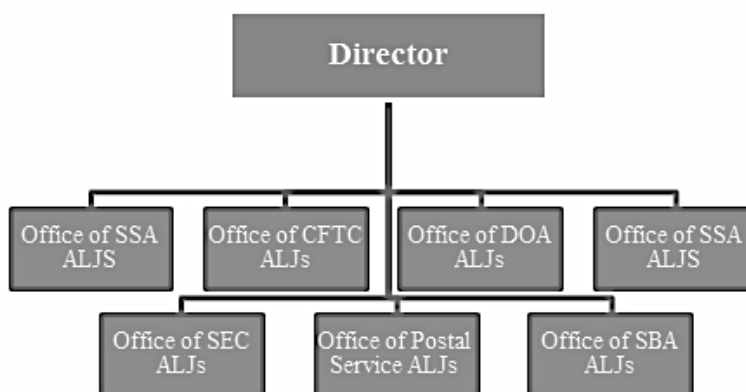 Director
Office of SSA
ALJS
Office of CFTC
ALJs
Office of DOA
ALJs
Office of SSA
ALJS
Office of SEC
ALJs
Office of Postal
Service ALJs
Office of SBA
ALJs